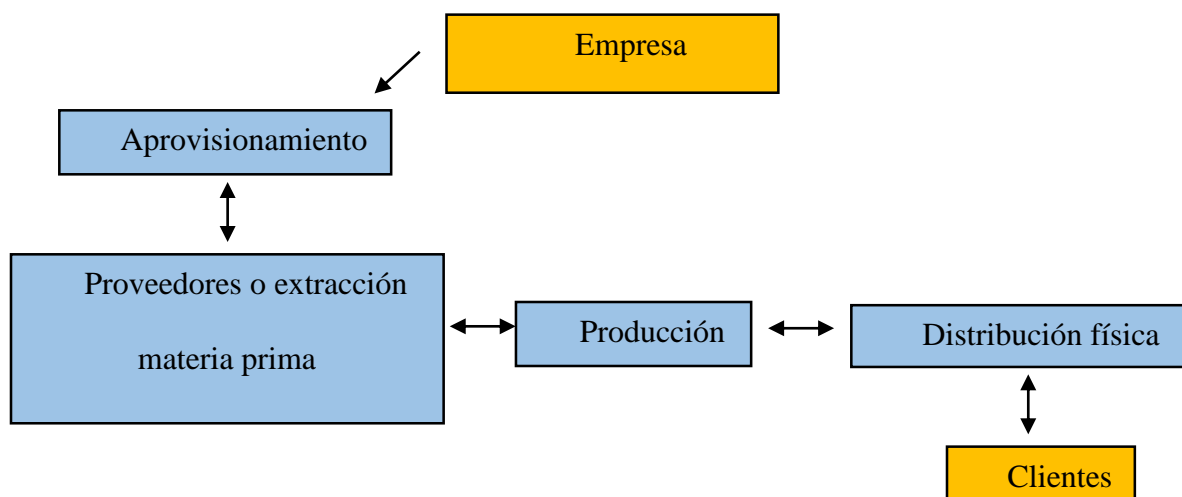 Empresa
Aprovisionamiento
Proveedores o extracción
materia prima
Producción
Distribución física
Clientes